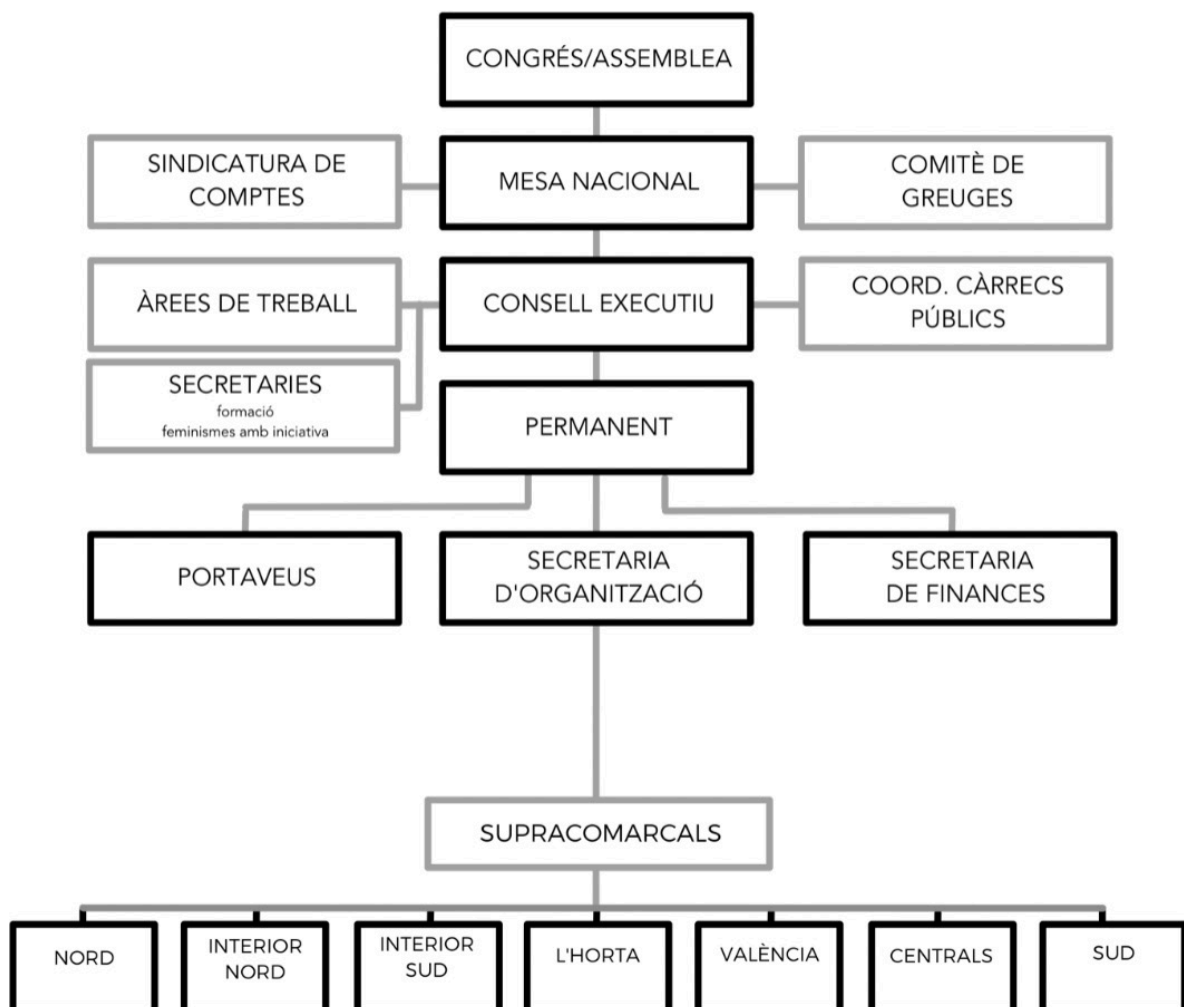 CONGRÉS/ASSEMBLEA
SINDICATURA DE
COMPTES
MESA NACIONAL
COMITÈ DE
GREUGES
ÀREES DE TREBALL
CONSELL EXECUTIU
COORD. CÀRRECS
PÚBLICS
SECRETARIES
formació
feminismes amb iniciativa
PERMANENT
PORTAVEUS
SECRETARIA
D'ORGANITZACIÓ
SECRETARIA
DE FINANCES
SUPRACOMARCALS
NORD
INTERIOR
NORD
INTERIOR
SUD
L'HORTA
VALÈNCIA
CENTRALS
SUD